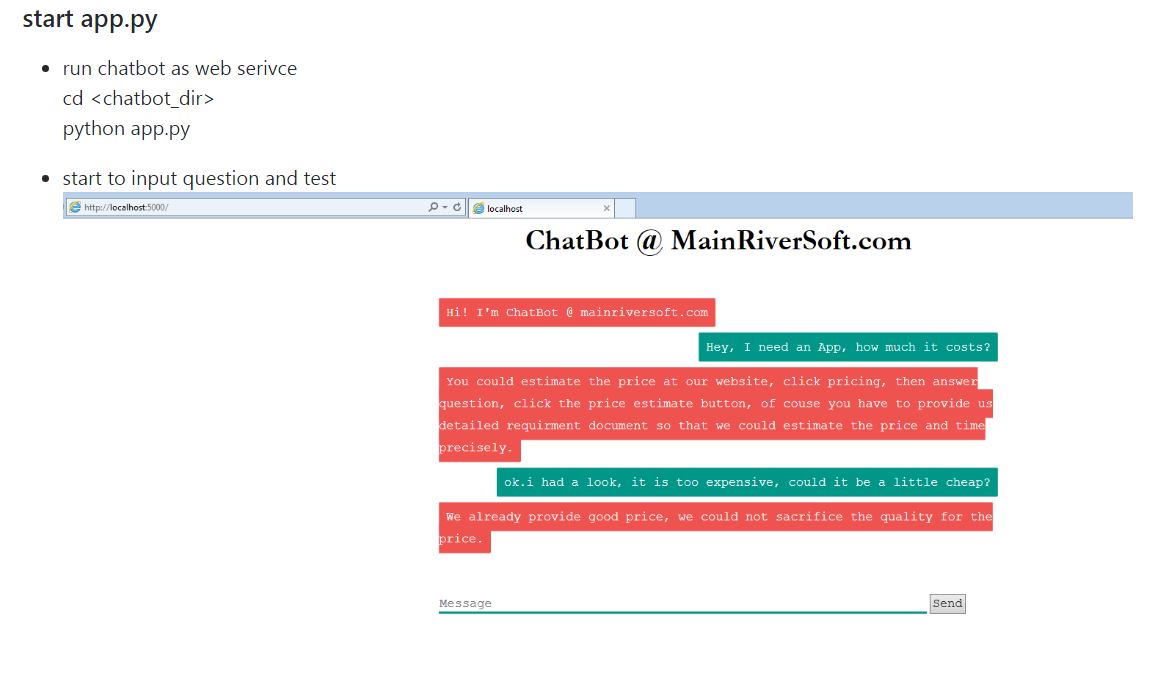 start app.py
run chatbot as web serivce
cd <chatbot_dir>
python app.py
start to input question and test
http://localhost:5000/
localhost
ChatBot @ MainRiverSoft.com
Hi! I'm ChatBot @ mainriversoft.com
Hey, I need an App, how much it costs?
You could estimate the price at our website, click pricing, then answer
question, click the price estimate button, of couse you have to provide us
detailed requirment document so that we could estimate the price and time
precisely.
ok.i had a look, it is too expensive, could it be a little cheap?
We already provide good price, we could not sacrifice the quality for the
price.
Message
Send